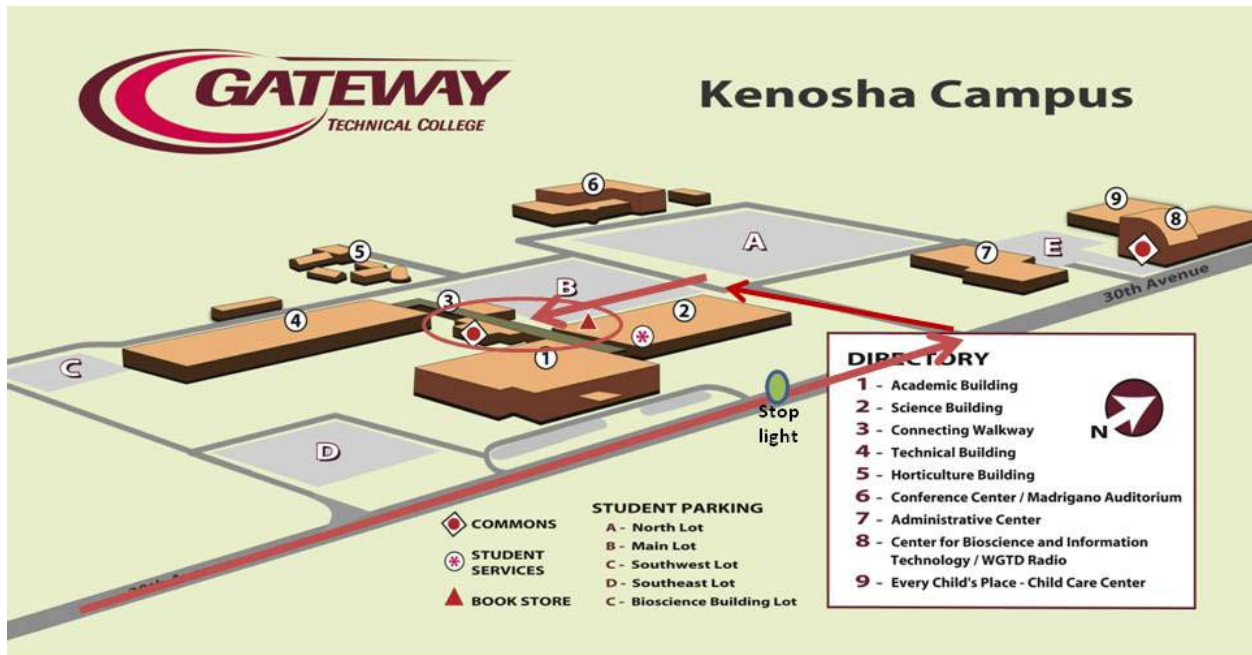 GATEWAY
TECHNICAL COLLEGE
Kenosha Campus
6
9
8
A
7
E
5
B
30th Avenue
3
2
4
1
C
Stop
light
D
DIRECTORY
1 - Academic Building
2 - Science Building
3 - Connecting Walkway
4 - Technical Building
5 - Horticulture Building
6 - Conference Center / Madrigano Auditorium
7 - Administrative Center
8 - Center for Bioscience and Information
Technology / WGTD Radio
9 - Every Child's Place - Child Care Center
N
COMMONS
STUDENT
SERVICES
BOOK STORE
STUDENT PARKING
A - North Lot
B - Main Lot
C - Southwest Lot
D - Southeast Lot
C - Bioscience Building Lot